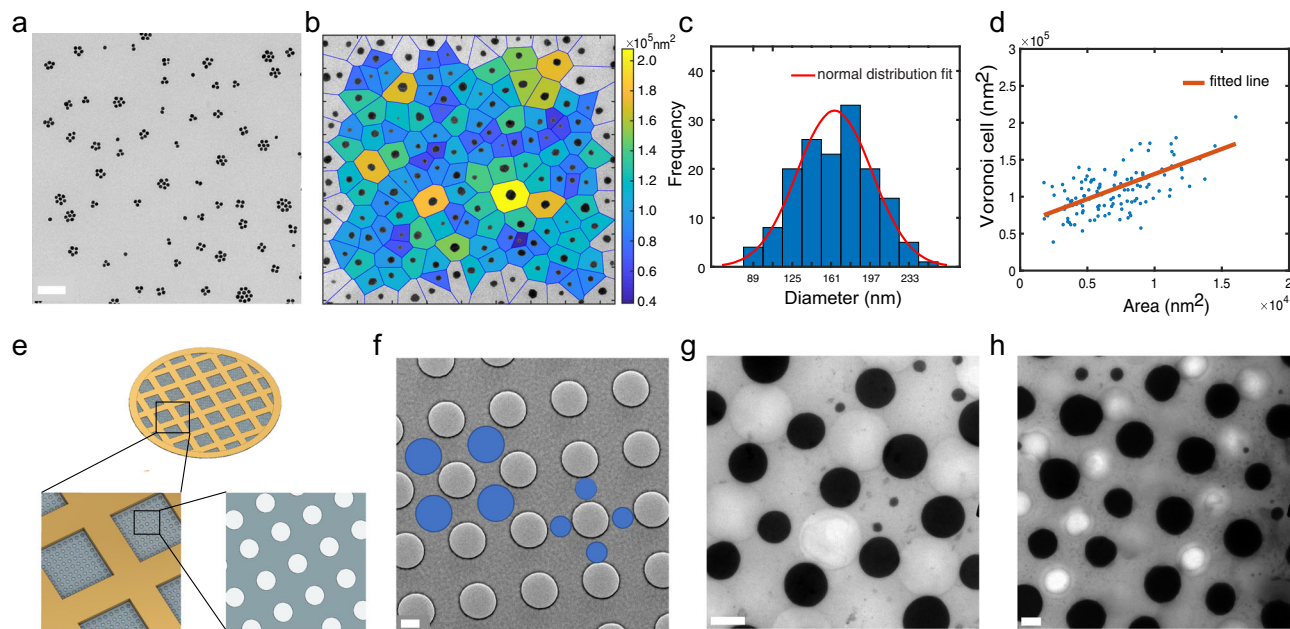 a
b
×10⁵nm²
2.0
1.8
1.6
1.4
1.2
1.0
0.8
0.6
0.4
c
40
30
20
10
0
Frequency
normal distribution fit
89 125 161 197 233
Diameter (nm)
d
×10⁵
3
2.5
2
1.5
1
0.5
0
Voronoi cell (nm²)
fitted line
0 0.5 1 1.5 2
Area (nm²)
×10⁴
e
f
g
h